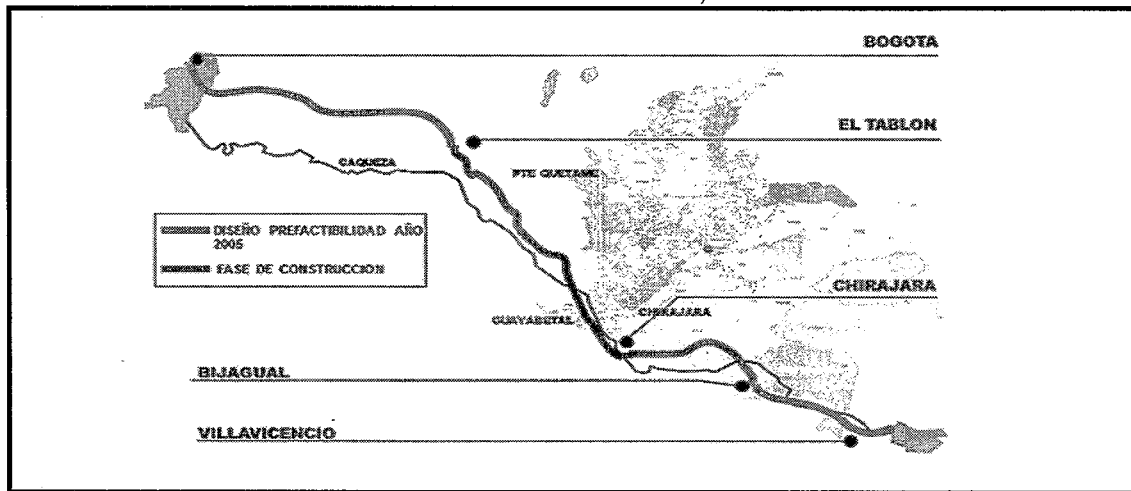 BOGOTA
EL TABLON
CAQUEZA
PTE QUETAME
DISEÑO PREFACTIBILIDAD AÑO
2005
FASE DE CONSTRUCCION
CHIRAJARA
GUAYABETAL
CHIRAJARA
BIJAGUAL
VILLAVICENCIO